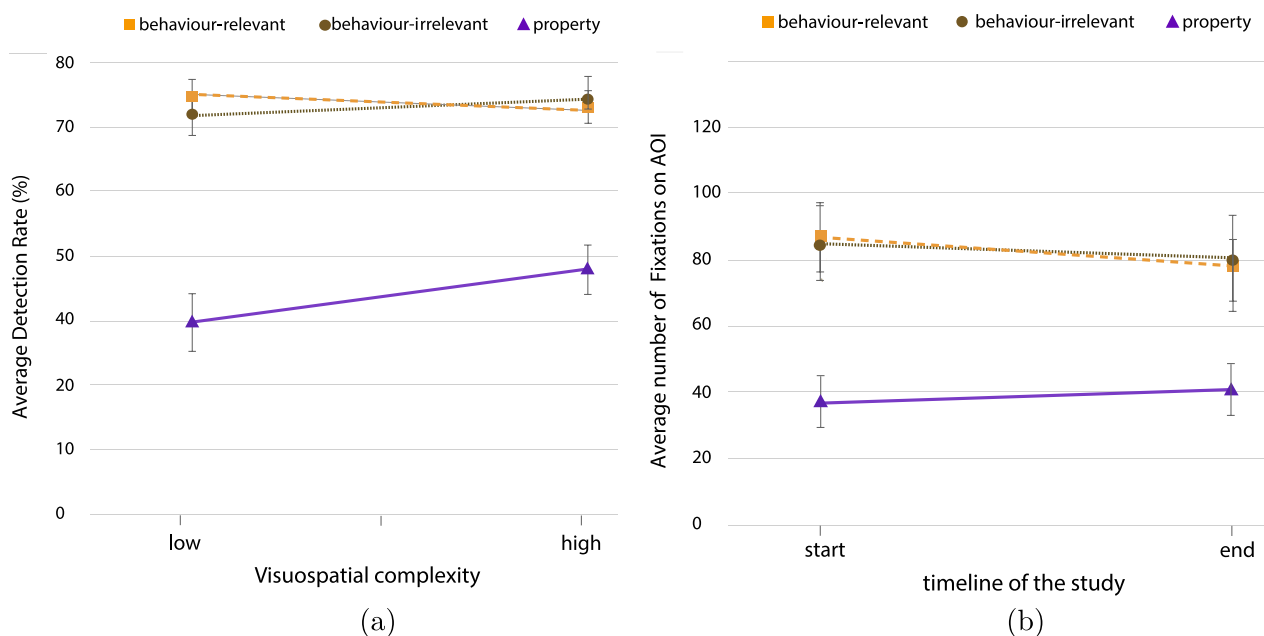 behaviour-relevant behaviour-irrelevant property
Average Detection Rate (%)
80
70
60
50
40
20
10
0
low high
Visuospatial complexity
(a)
behaviour-relevant behaviour-irrelevant property
Average number of Fixations on AOI
120
100
80
60
40
20
0
start end
timeline of the study
(b)